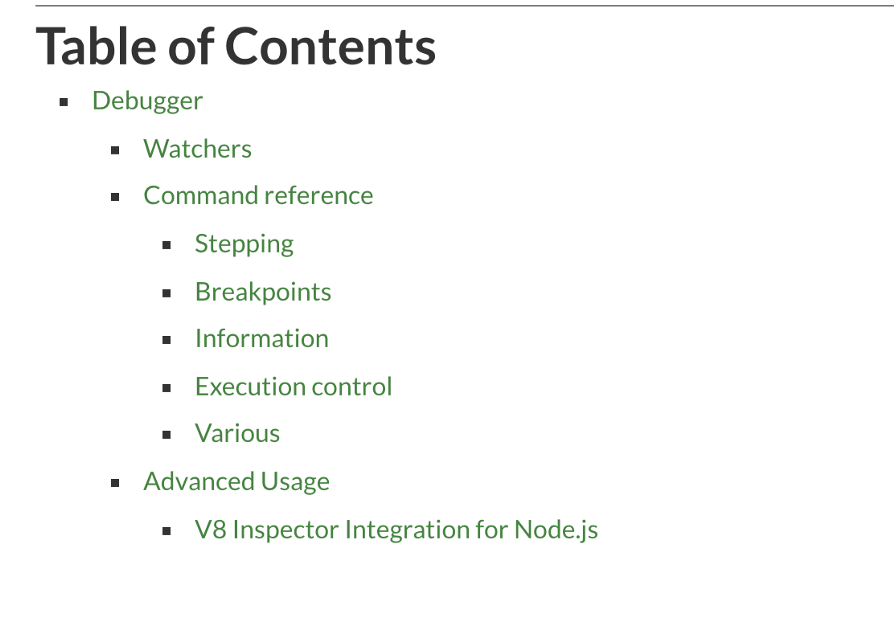 Table of Contents
Debugger
Watchers
Command reference
Stepping
Breakpoints
Information
Execution control
Various
Advanced Usage
V8 Inspector Integration for Node.js